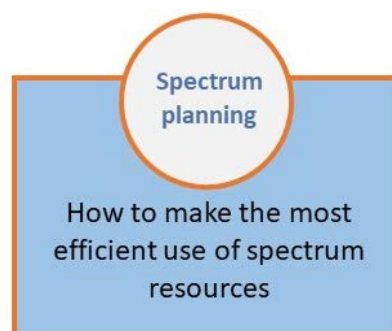 Spectrum
planning
How to make the most
efficient use of spectrum
resources